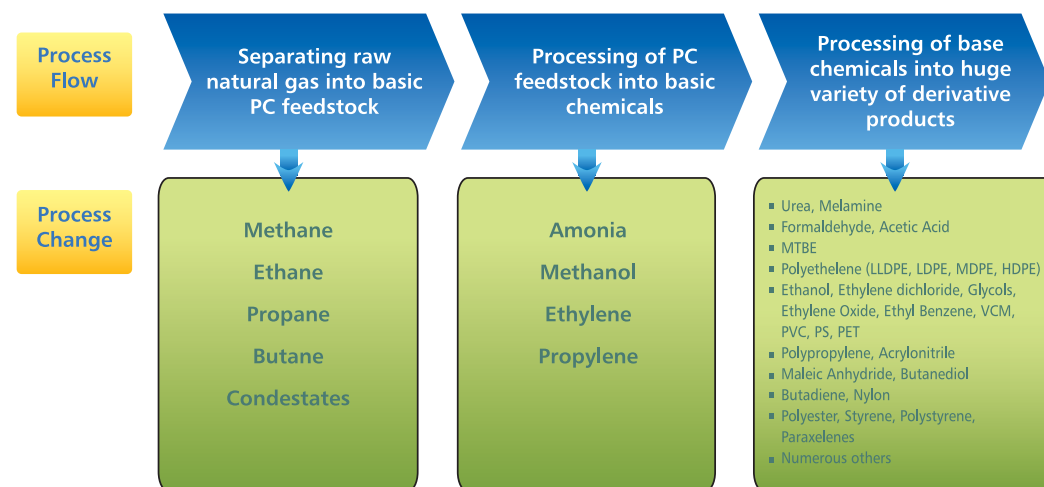 Process
Flow
Separating raw
natural gas into basic
PC feedstock
Processing of PC
feedstock into basic
chemicals
Processing of base
chemicals into huge
variety of derivative
products
Process
Change
Methane
Ethane
Propane
Butane
Condestates
Amonia
Methanol
Ethylene
Propylene
▪ Urea, Melamine
▪ Formaldehyde, Acetic Acid
▪ MTBE
▪ Polyethelene (LLDPE, LDPE, MDPE, HDPE)
▪ Ethanol, Ethylene dichloride, Glycols,
Ethylene Oxide, Ethyl Benzene, VCM,
PVC, PS, PET
▪ Polypropylene, Acrylonitrile
▪ Maleic Anhydride, Butanediol
▪ Butadiene, Nylon
▪ Polyester, Styrene, Polystyrene,
Paraxelenes
▪ Numerous others